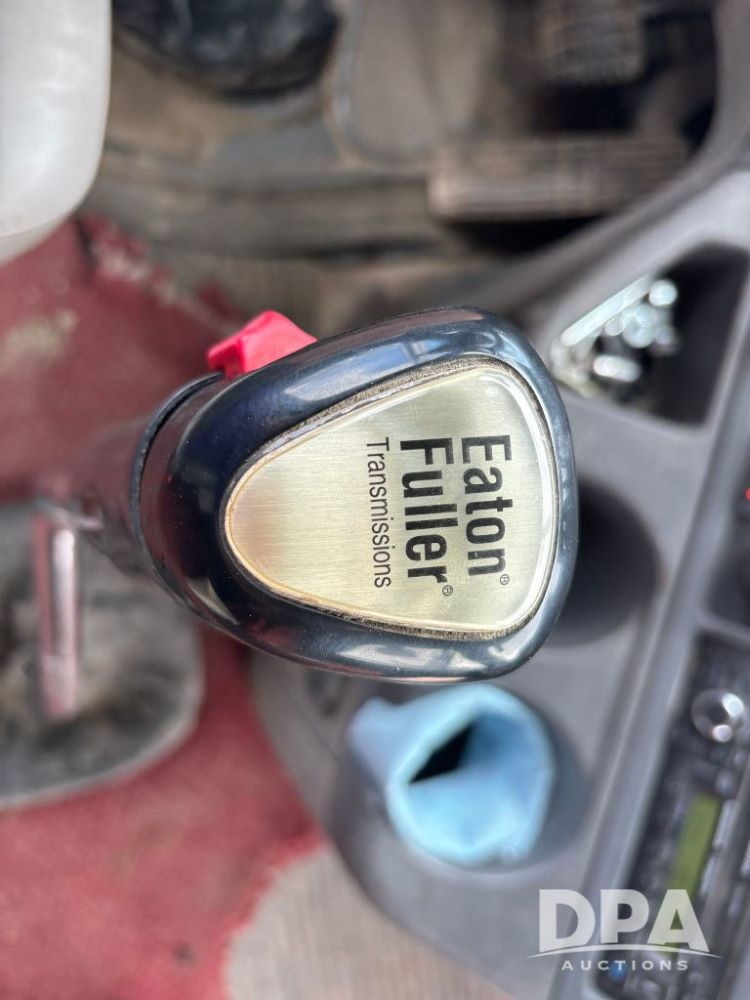 Eaton®
Fuller®
Transmissions
DPA
AUCTIONS